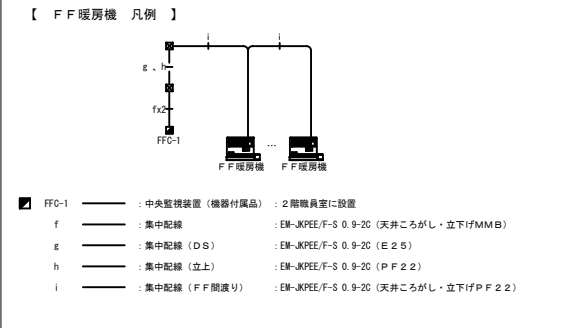 【 ＦＦ暖房機 凡例 】
i i
g 、h
fx2
FFC-1
…
ＦＦ暖房機 ＦＦ暖房機
FFC-1 ：中央監視装置（機器付属品） ：２階職員室に設置
f ：集中配線 ：EM-JKPEE/F-S 0.9-2C（天井ころがし・立下げＭＭＢ）
g ：集中配線（ＤＳ） ：EM-JKPEE/F-S 0.9-2C（Ｅ２５）
h ：集中配線（立上） ：EM-JKPEE/F-S 0.9-2C（ＰＦ２２）
i ：集中配線（ＦＦ間渡り） ：EM-JKPEE/F-S 0.9-2C（天井ころがし・立下げＰＦ２２）